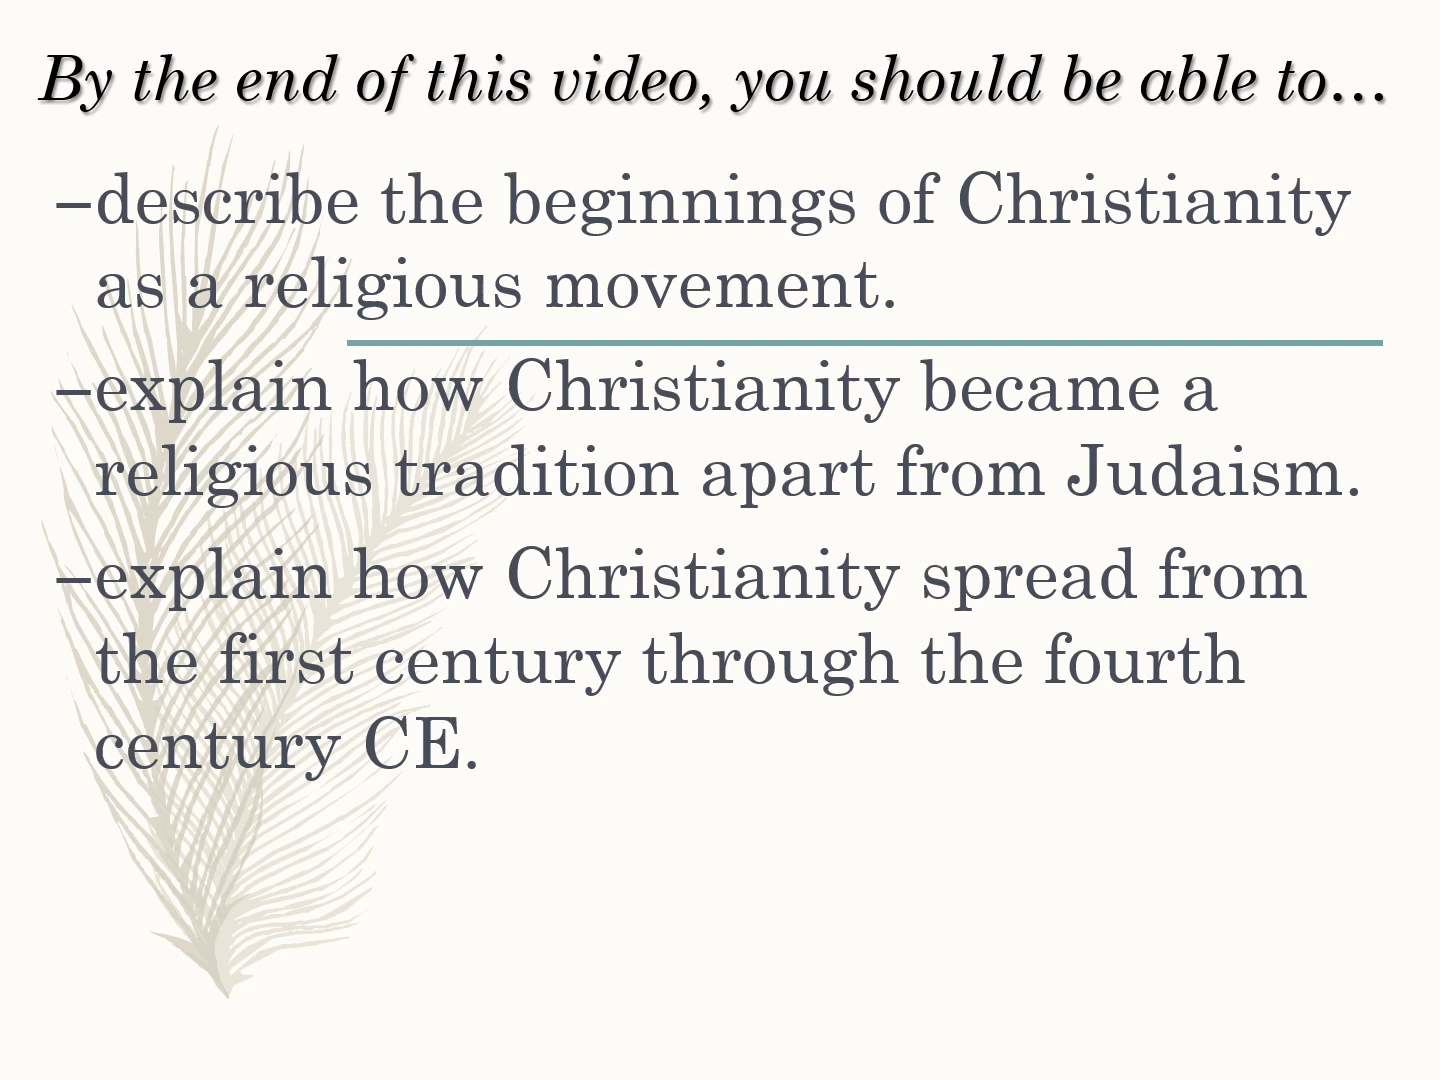 By the end of this video, you should be able to…
–describe the beginnings of Christianity
as a religious movement.
–explain how Christianity became a
religious tradition apart from Judaism.
–explain how Christianity spread from
the first century through the fourth
century CE.